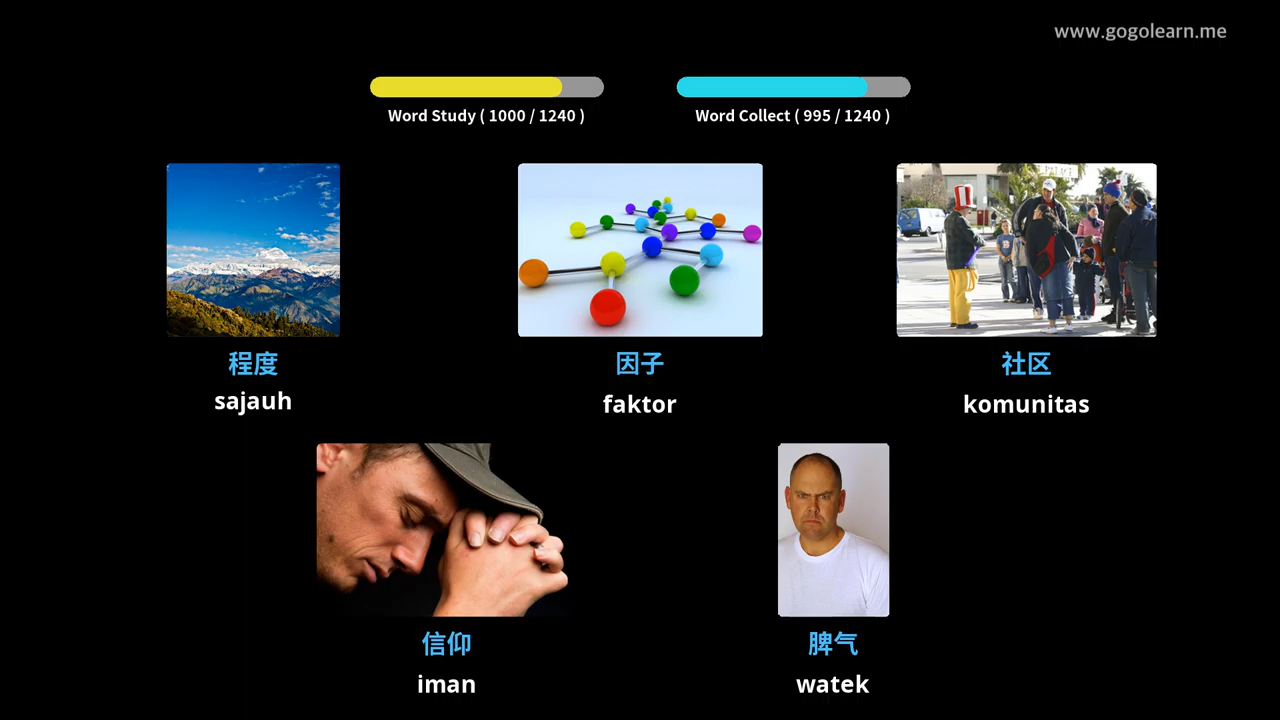 www.gogolearn.me
Word Study ( 1000 / 1240 )
Word Collect ( 995 / 1240 )
程度
sajauh
因子
faktor
社区
komunitas
信仰
iman
脾气
watek